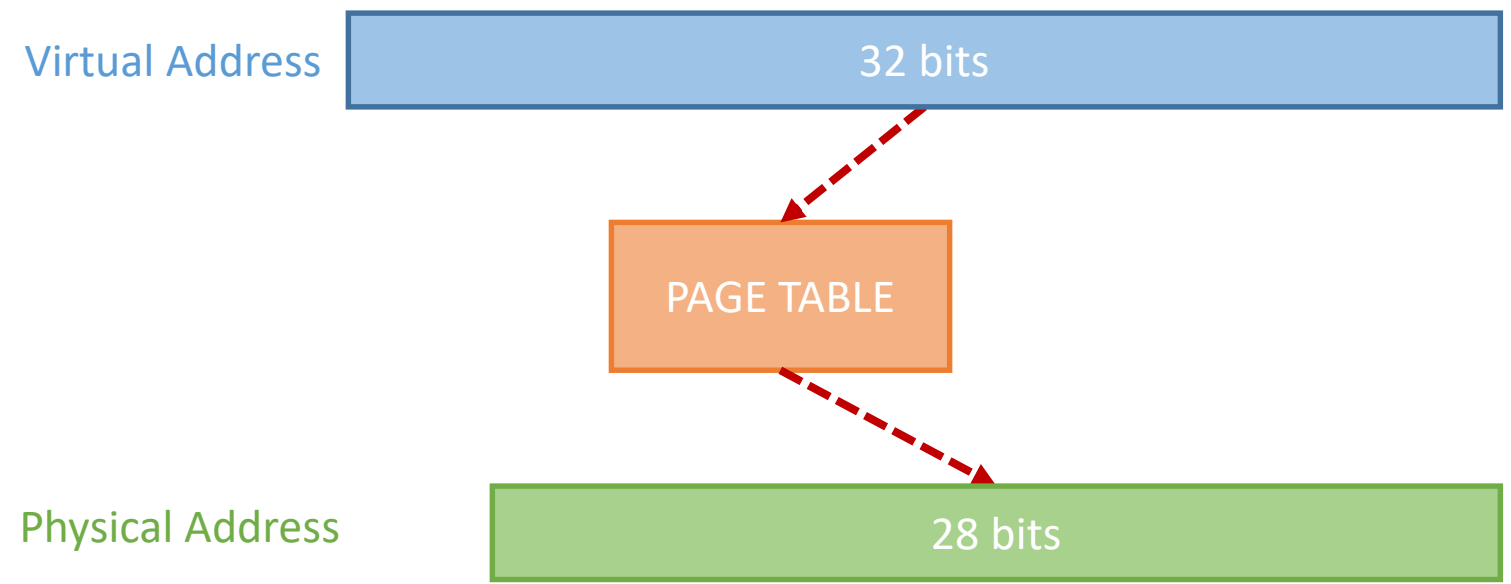 Virtual Address
32 bits
PAGE TABLE
Physical Address
28 bits